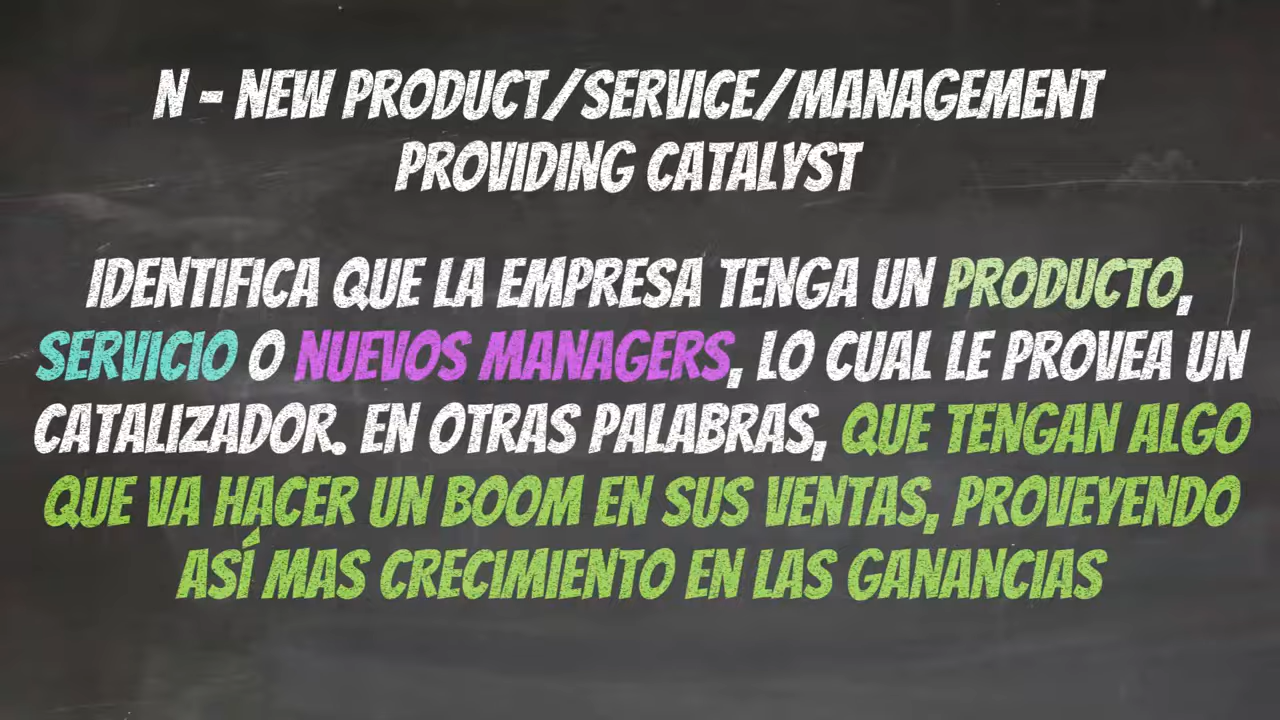 N - NEW PRODUCT/SERVICE/MANAGEMENT
PROVIDING CATALYST
IDENTIFICA QUE LA EMPRESA TENGA UN PRODUCTO,
SERVICIO O NUEVOS MANAGERS, LO CUAL LE PROVEA UN
CATALIZADOR. EN OTRAS PALABRAS, QUE TENGAN ALGO
QUE VA HACER UN BOOM EN SUS VENTAS, PROVEYENDO
ASÍ MAS CRECIMIENTO EN LAS GANANCIAS